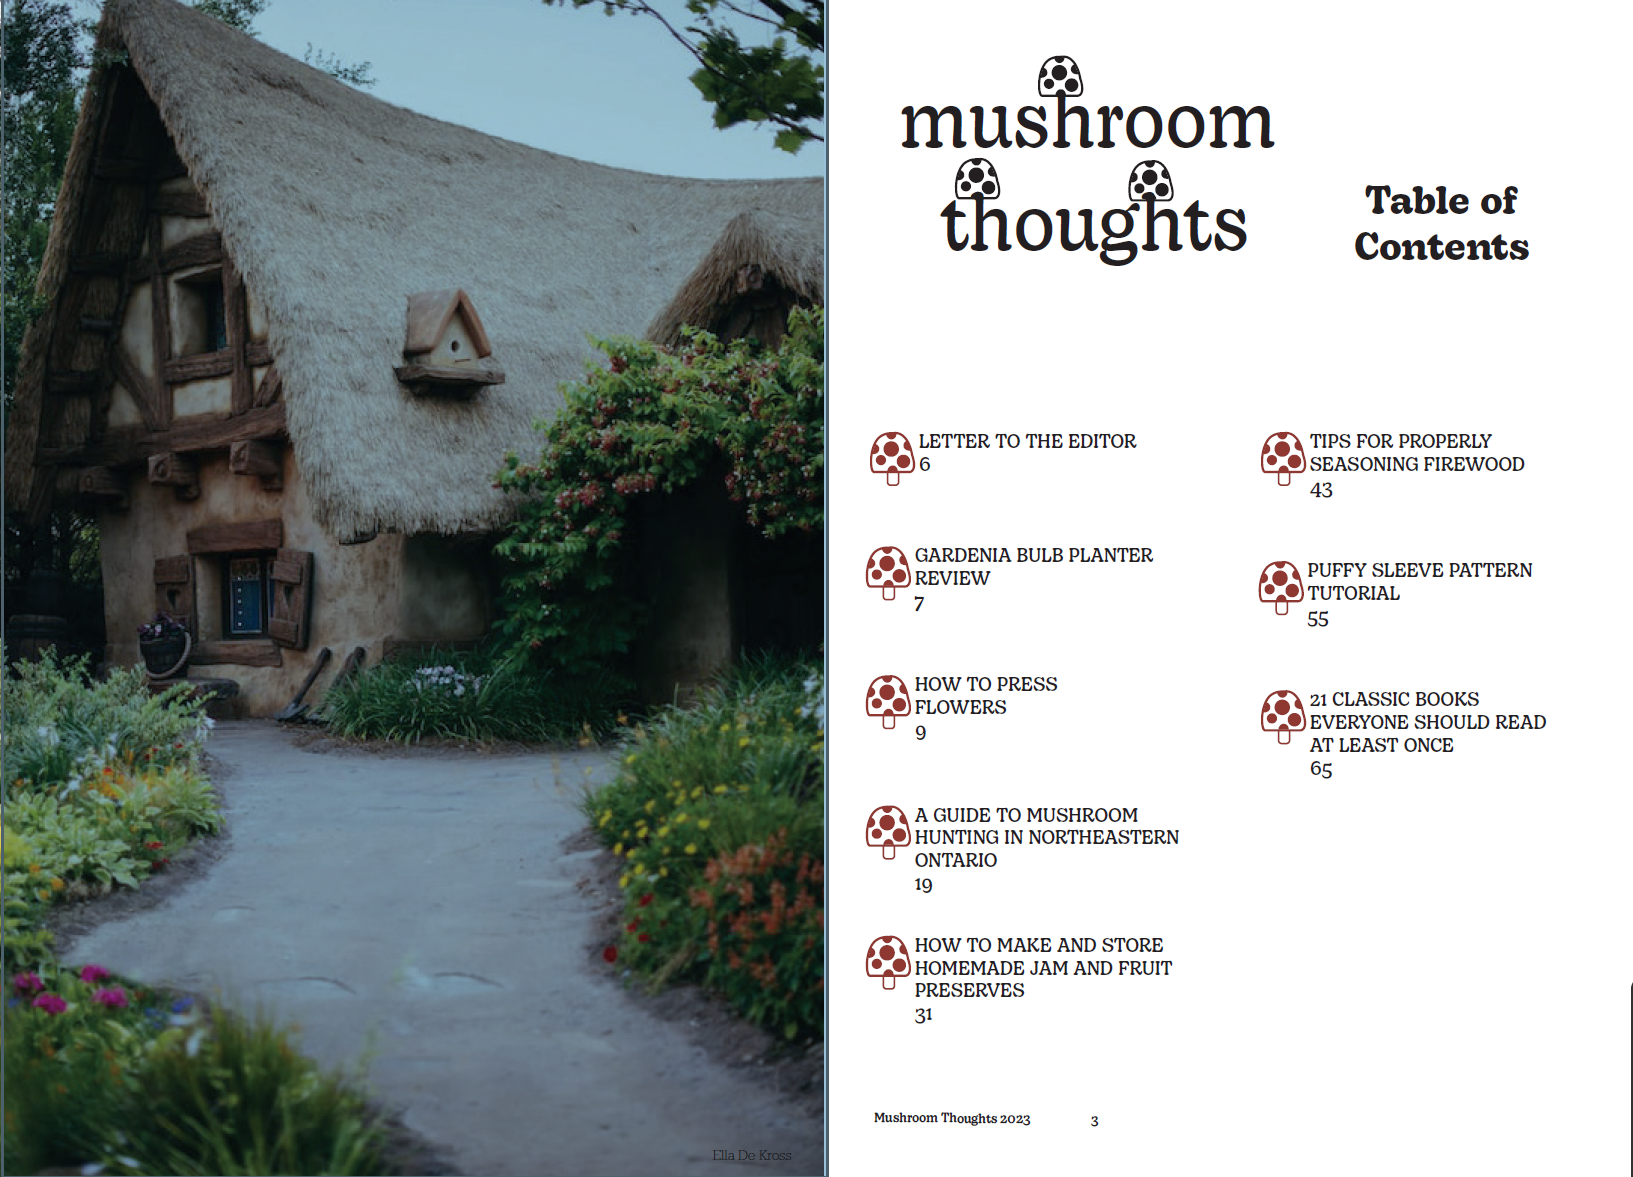 mushroom
thoughts
Table of
Contents
LETTER TO THE EDITOR
6
GARDENIA BULB PLANTER
REVIEW
7
HOW TO PRESS
FLOWERS
9
A GUIDE TO MUSHROOM
HUNTING IN NORTHEASTERN
ONTARIO
19
HOW TO MAKE AND STORE
HOMEMADE JAM AND FRUIT
PRESERVES
31
TIPS FOR PROPERLY
SEASONING FIREWOOD
43
PUFFY SLEEVE PATTERN
TUTORIAL
55
21 CLASSIC BOOKS
EVERYONE SHOULD READ
AT LEAST ONCE
65
Mushroom Thoughts 2023
3
Ella De Kross